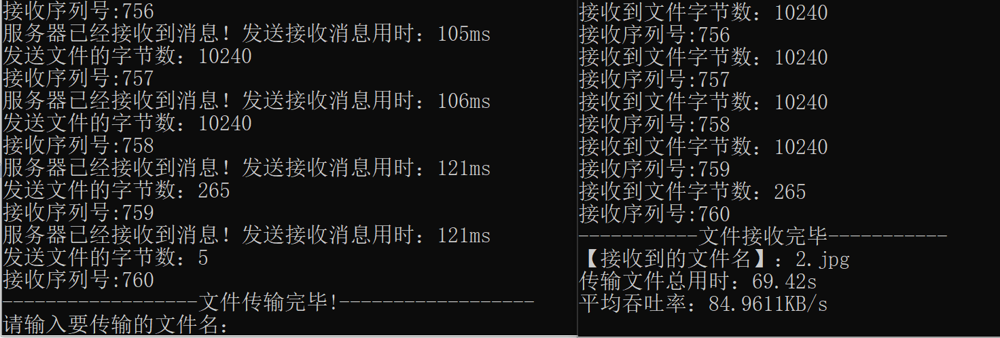 接收序列号:756
服务器已经接收到消息！发送接收消息用时：105ms
发送文件的字节数：10240
接收序列号:757
服务器已经接收到消息！发送接收消息用时：106ms
发送文件的字节数：10240
接收序列号:758
服务器已经接收到消息！发送接收消息用时：121ms
发送文件的字节数：265
接收序列号:759
服务器已经接收到消息！发送接收消息用时：121ms
发送文件的字节数：5
接收序列号:760
------------------文件传输完毕!------------------
请输入要传输的文件名：
接收到文件字节数：10240
接收序列号:756
接收到文件字节数：10240
接收序列号:757
接收到文件字节数：10240
接收序列号:758
接收到文件字节数：10240
接收序列号:759
接收到文件字节数：265
接收序列号:760
-----------文件接收完毕-----------
【接收到的文件名】：2.jpg
传输文件总用时：69.42s
平均吞吐率：84.9611KB/s